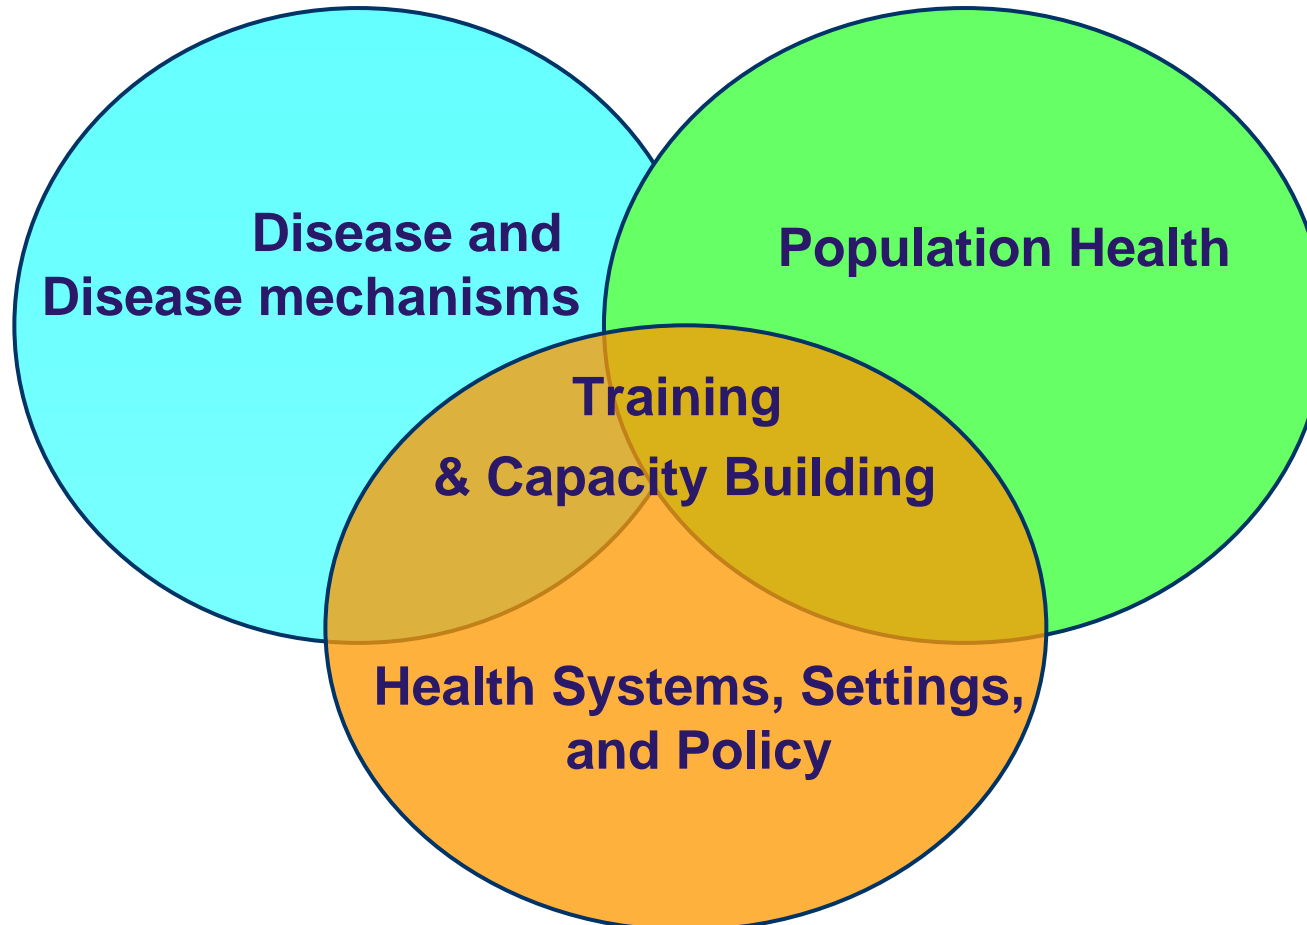 Disease and
Disease mechanisms
Population Health
Training
& Capacity Building
Health Systems, Settings,
and Policy